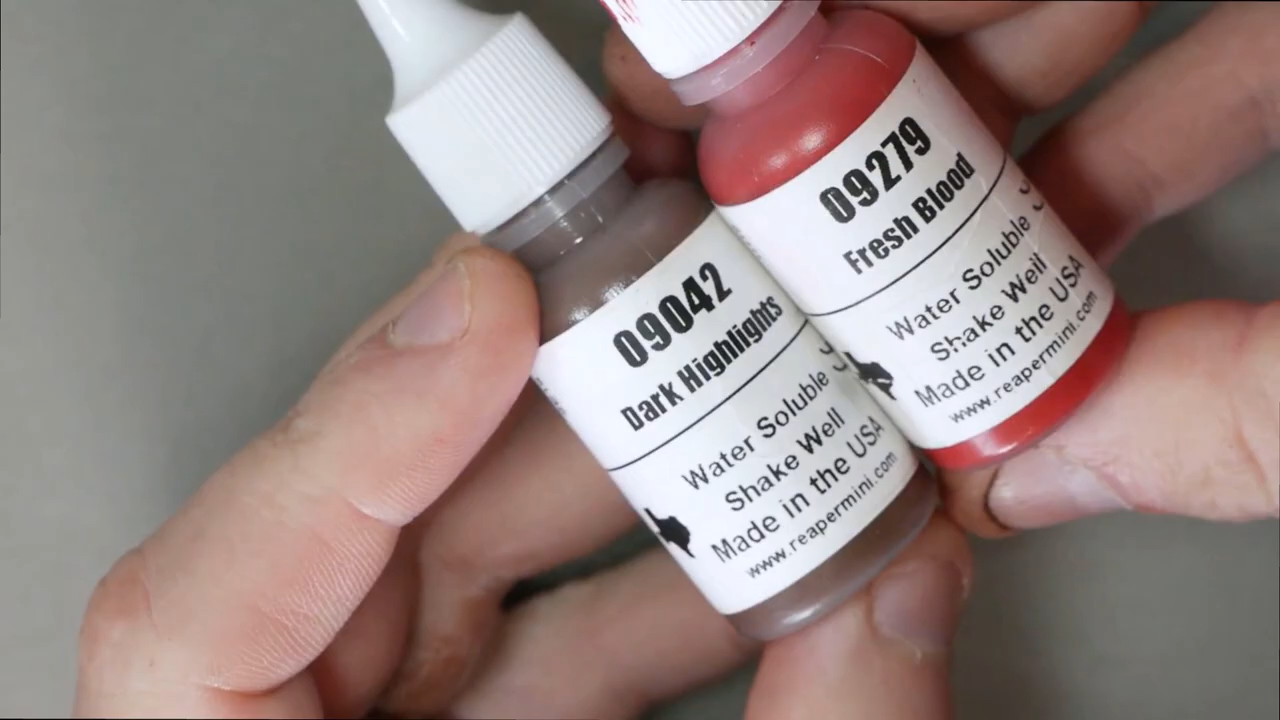 09042
Dark Highlights
Water Soluble
Shake Well
Made in the USA
www.reapermini.com
09279
Fresh Blood
Water Soluble
Shake Well
Made in the USA
www.reapermini.com